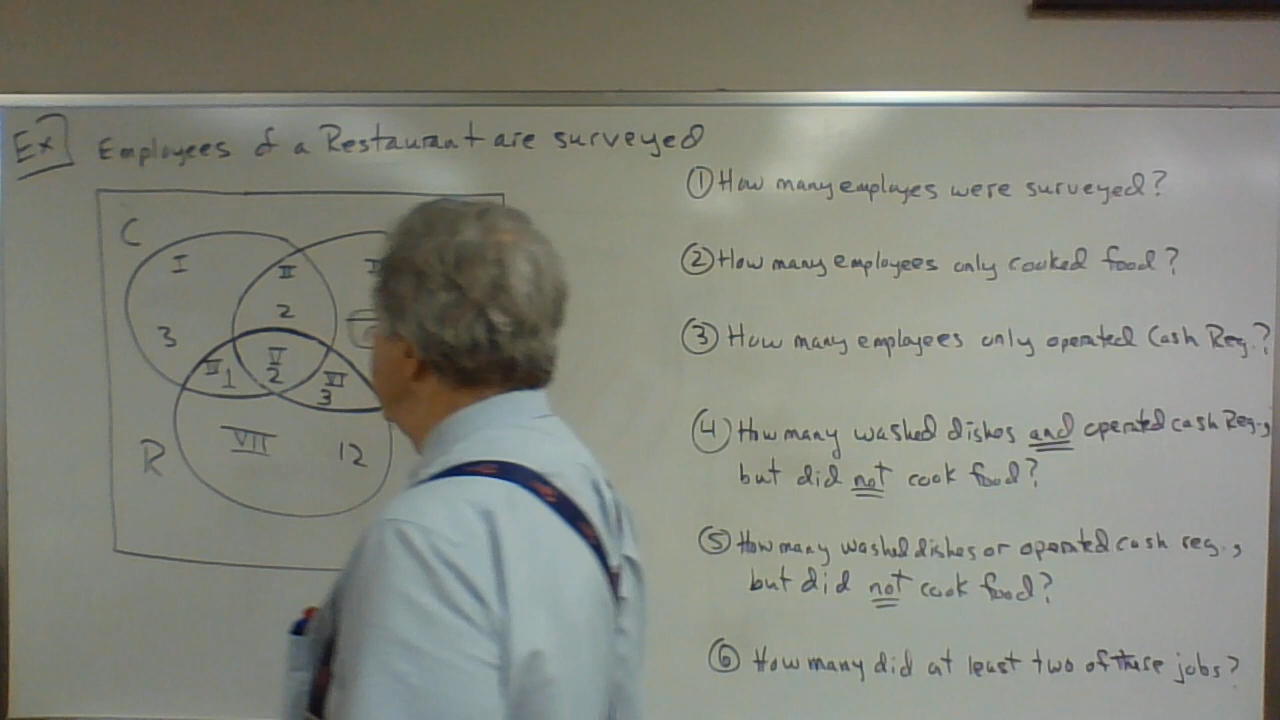 Ex] Employees of a Restaurant are surveyed
C
I
II
2
3
V
2
1
VI
3
R
VII
12
① How many employes were surveyed?
② How many employees only cooked food?
③ How many employees only operated Cash Reg.?
④ How many washed dishes and operated cash Reg.,
but did not cook food?
⑤ How many washed dishes or operated cash reg.,
but did not cook food?
⑥ How many did at least two of these jobs?